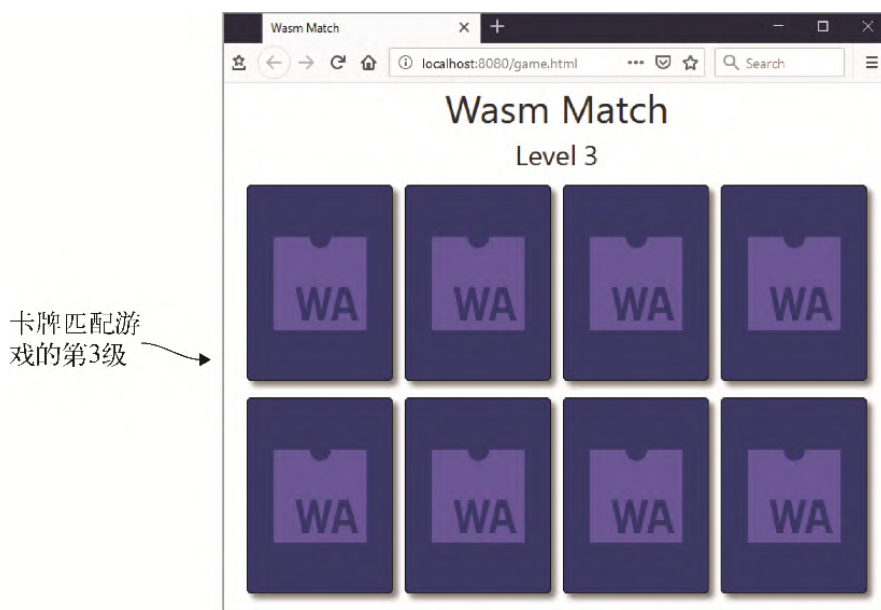 Wasm Match
localhost:8080/game.html
Search
Wasm Match
Level 3
WA
WA
WA
WA
卡牌匹配游
戏的第3级
WA
WA
WA
WA